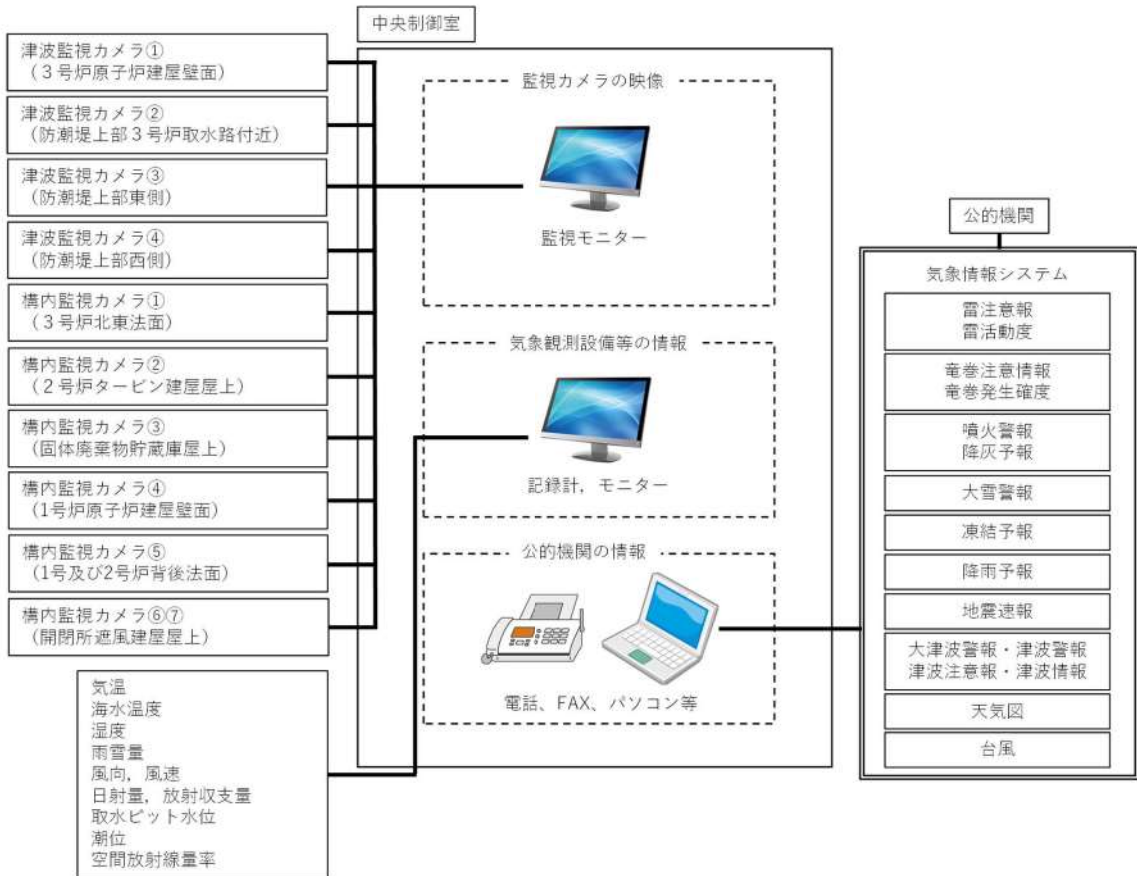 中央制御室
津波監視カメラ①
（３号炉原子炉建屋壁面）
津波監視カメラ②
（防潮堤上部３号炉取水路付近）
津波監視カメラ③
（防潮堤上部東側）
津波監視カメラ④
（防潮堤上部西側）
構内監視カメラ①
（３号炉北東法面）
構内監視カメラ②
（２号炉タービン建屋屋上）
構内監視カメラ③
（固体廃棄物貯蔵庫屋上）
構内監視カメラ④
（1号炉原子炉建屋壁面）
構内監視カメラ⑤
（1号及び2号炉背後法面）
構内監視カメラ⑥⑦
（開閉所遮風建屋屋上）
気温
海水温度
湿度
雨雪量
風向，風速
日射量，放射収支量
取水ピット水位
潮位
空間放射線量率
監視カメラの映像
監視モニター
気象観測設備等の情報
記録計，モニター
公的機関の情報
電話、FAX、パソコン等
公的機関
気象情報システム
雷注意報
雷活動度
竜巻注意情報
竜巻発生確度
噴火警報
降灰予報
大雪警報
凍結予報
降雨予報
地震速報
大津波警報・津波警報
津波注意報・津波情報
天気図
台風